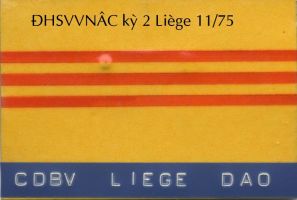 ĐHSVVNÂC kỳ 2 Liège 11/75
CDBV LIEGE DAO